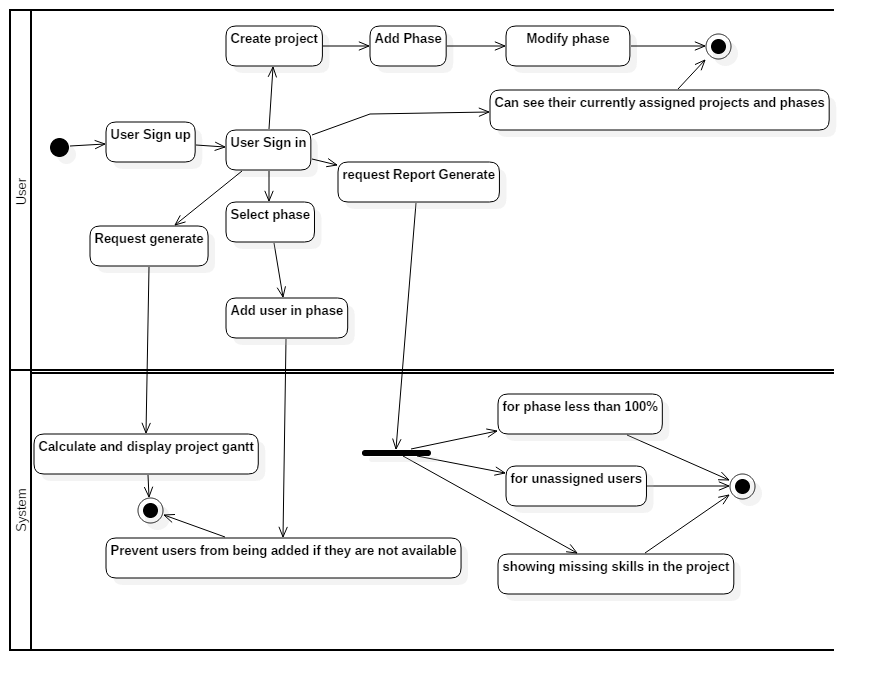 User
Create project
Add Phase
Modify phase
Can see their currently assigned projects and phases
User Sign up
User Sign in
request Report Generate
Select phase
Request generate
Add user in phase
System
for phase less than 100%
Calculate and display project gantt
for unassigned users
Prevent users from being added if they are not available
showing missing skills in the project